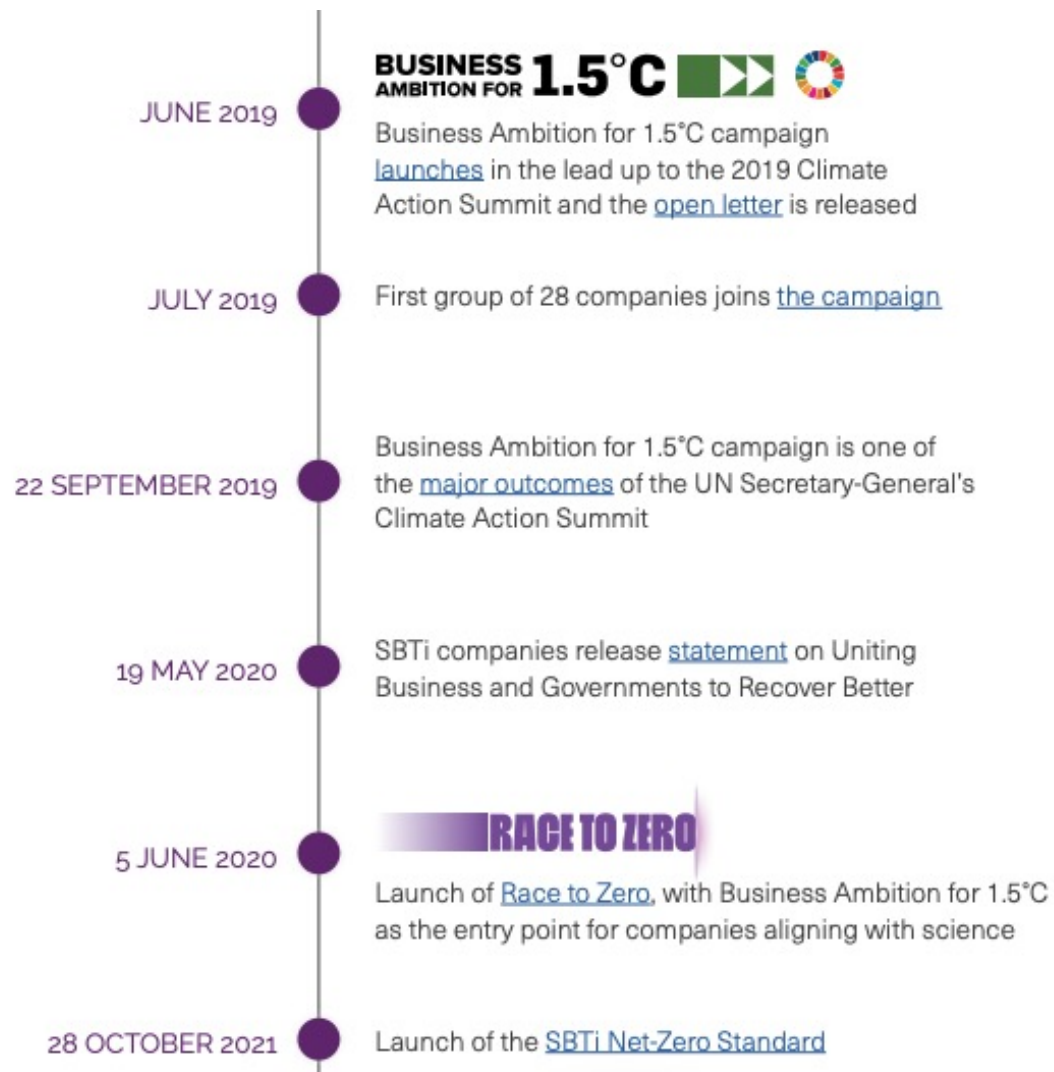 BUSINESS
AMBITION FOR 1.5°C
JUNE 2019
Business Ambition for 1.5°C campaign
launches in the lead up to the 2019 Climate
Action Summit and the open letter is released
JULY 2019
First group of 28 companies joins the campaign
22 SEPTEMBER 2019
Business Ambition for 1.5°C campaign is one of
the major outcomes of the UN Secretary-General's
Climate Action Summit
19 MAY 2020
SBTi companies release statement on Uniting
Business and Governments to Recover Better
RACE TO ZERO
5 JUNE 2020
Launch of Race to Zero, with Business Ambition for 1.5°C
as the entry point for companies aligning with science
28 OCTOBER 2021
Launch of the SBTi Net-Zero Standard